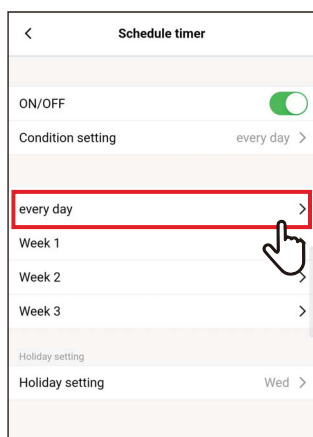 Schedule timer
ON/OFF
Condition setting every day
every day
Week 1
Week 2
Week 3
Holiday setting
Holiday setting Wed